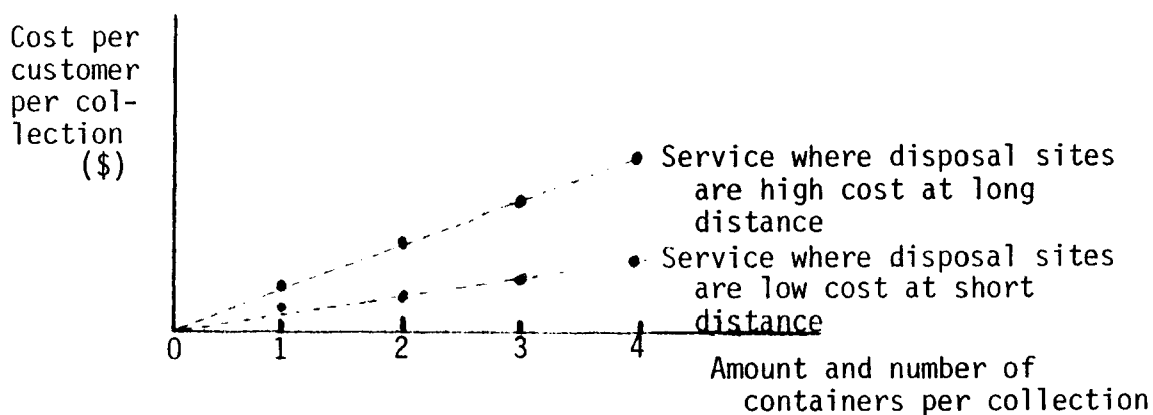 Cost per
customer
per col-
lection
($)
Service where disposal sites
are high cost at long
distance
Service where disposal sites
are low cost at short
distance
0 1 2 3 4
Amount and number of
containers per collection